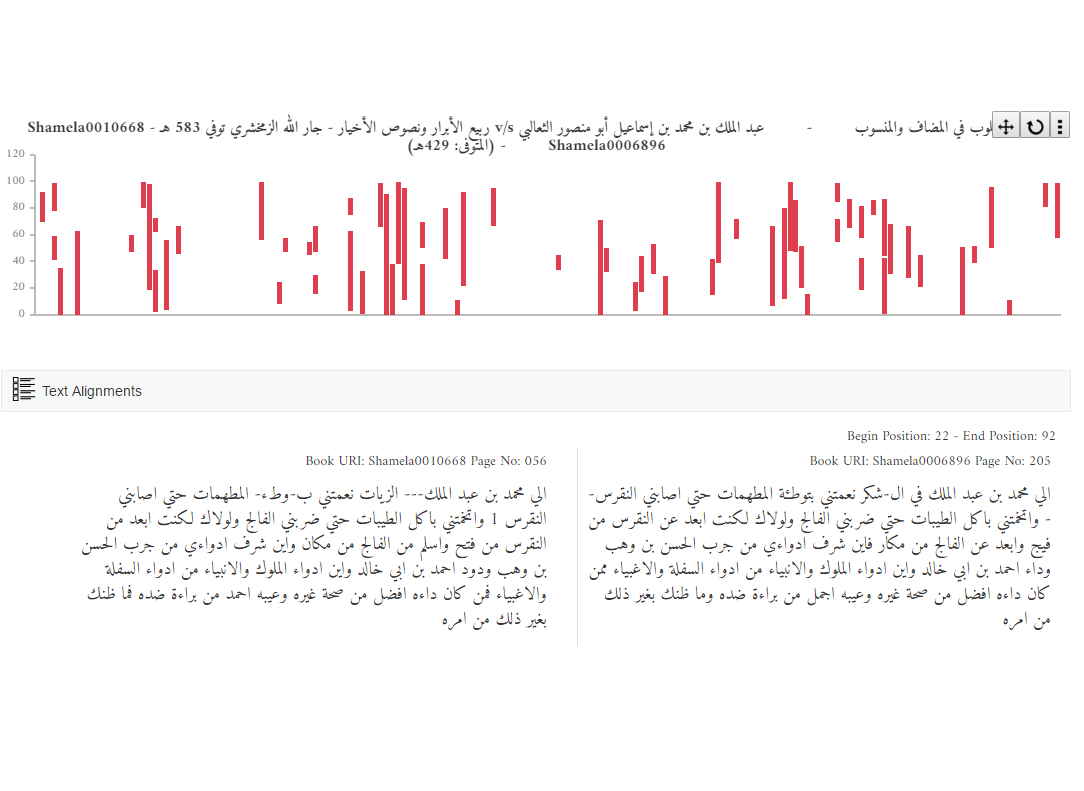 لوب في المضاف والمنسوب - عبد الملك بن محمد بن إسماعيل أبو منصور الثعالبي v/s ربيع الأبرار ونصوص الأخيار - جار الله الزمخشري توفي 583 هـ - Shamela0010668
Shamela0006896 - (المتوفى: 429هـ)
120
100
80
60
40
20
0
Text Alignments
Begin Position: 22 - End Position: 92
Book URI: Shamela0006896 Page No: 205
الي محمد بن عبد الملك في ال-شكر نعمتني بتوطئة المطهمات حتي اصابني النقرس-
- واتخمتني باكل الطيبات حتي ضربني الفالج ولولاك لكنت ابعد عن النقرس من
فيج وابعد عن الفالج من مكار فاين شرف ادواءي من جرب الحسن بن وهب
وداء احمد بن ابي خالد واين ادواء الملوك والانبياء من ادواء السفلة والاغبياء ممن
كان داءه افضل من صحة غيره وعيبه اجمل من براءة ضده وما ظنك بغير ذلك
من امره
Book URI: Shamela0010668 Page No: 056
الي محمد بن عبد الملك--- الزيات نعمتني ب-وطء- المطهمات حتي اصابني
النقرس 1 واتخمتني باكل الطيبات حتي ضربني الفالج ولولاك لكنت ابعد من
النقرس من فتح واسلم من الفالج من مكان واين شرف ادواءي من جرب الحسن
بن وهب ودود احمد بن ابي خالد واين ادواء الملوك والانبياء من ادواء السفلة
والاغبياء فمن كان داءه افضل من صحة غيره وعيبه احمد من براءة ضده فما ظنك
بغير ذلك من امره